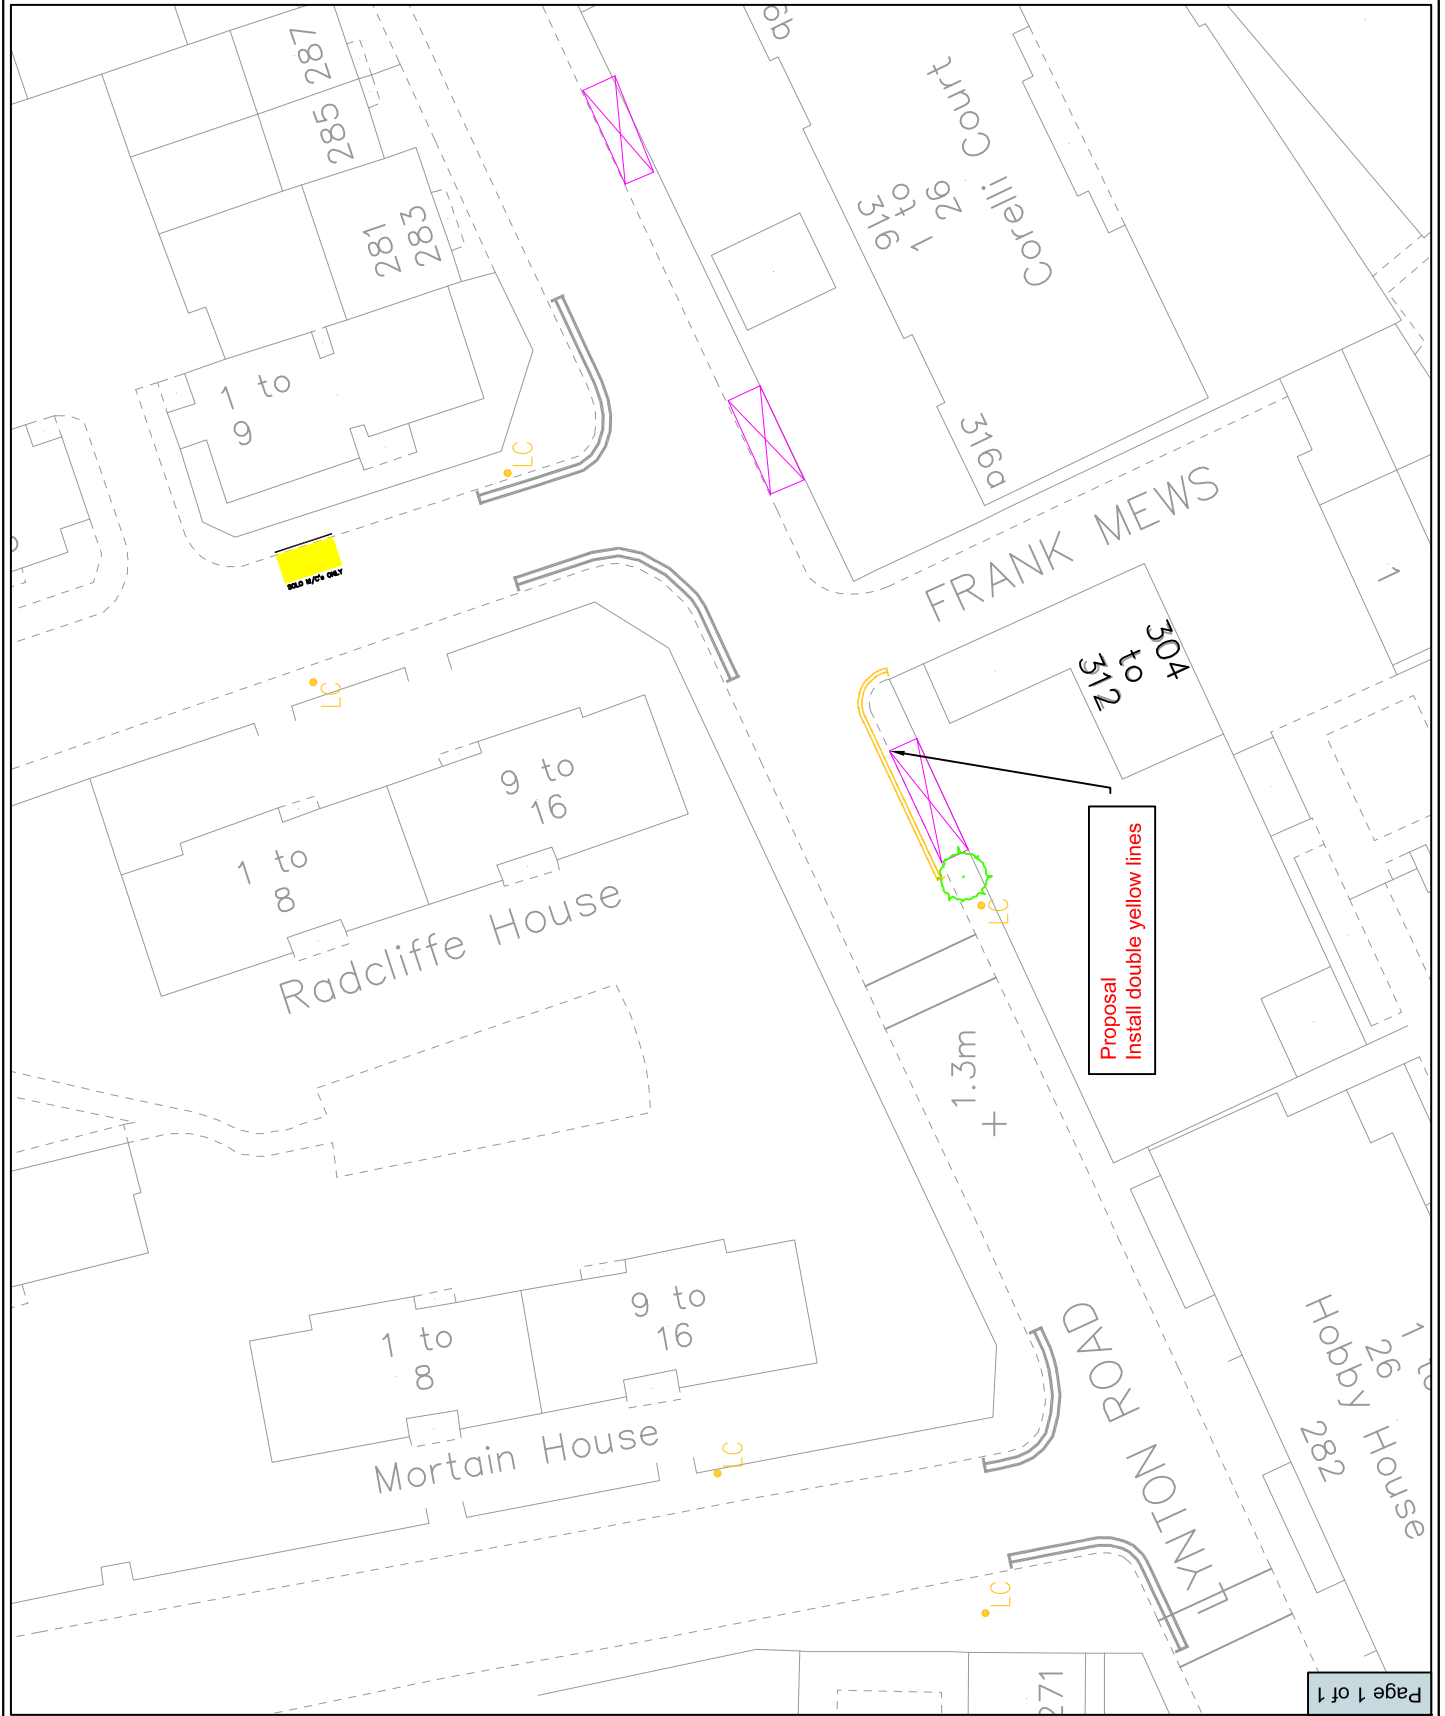 287
285
281
283
1 to
9
LC
SOLO M/C's ONLY
LC
9 to
16
1 to
8
Radcliffe House
316
to
1
26
Corelli Court
316a
FRANK MEWS
1
304
to
312
LC
Proposal
Install double yellow lines
1.3m
1 to
8
9 to
16
Mortain House
LC
LYNTON ROAD
26
Hobby House
282
LC
271
Page 1 of 1